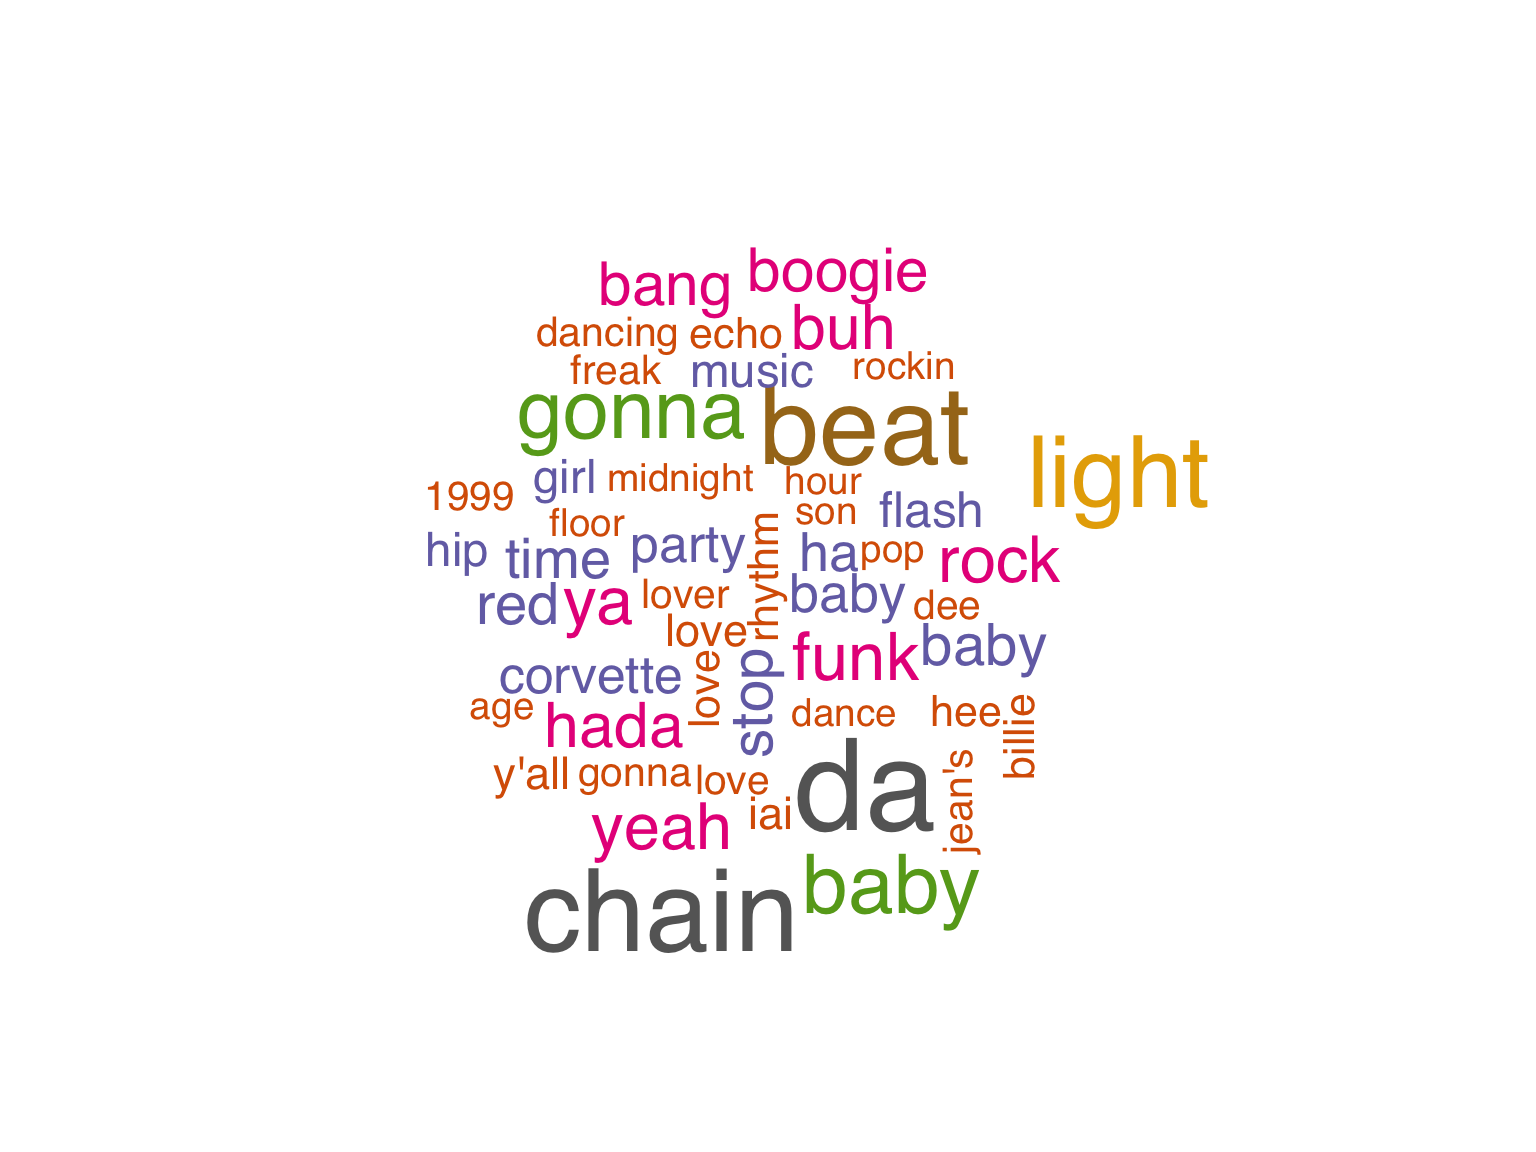 bang boogie
dancing echo buh
freak music rockin
gonna beat
light
girl midnight hour
1999 son flash
floor
hip time party rhythm ha pop rock
red ya lover baby dee
love
corvette love stop funk baby
age hada dance hee billie
y'all gonna love da jean's
yeah iai
chain baby